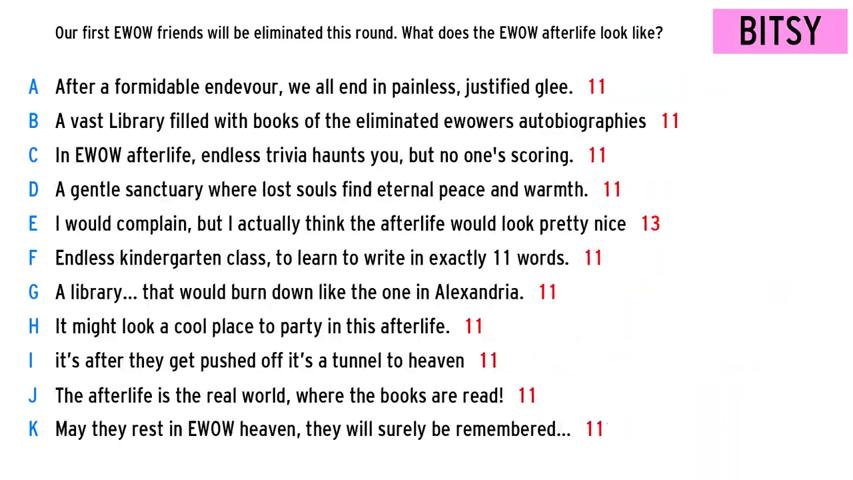 Our first EWOW friends will be eliminated this round. What does the EWOW afterlife look like?
BITSY
A After a formidable endevour, we all end in painless, justified glee. 11
B A vast Library filled with books of the eliminated ewowers autobiographies 11
C In EWOW afterlife, endless trivia haunts you, but no one's scoring. 11
D A gentle sanctuary where lost souls find eternal peace and warmth. 11
E I would complain, but I actually think the afterlife would look pretty nice 13
F Endless kindergarten class, to learn to write in exactly 11 words. 11
G A library... that would burn down like the one in Alexandria. 11
H It might look a cool place to party in this afterlife. 11
I it's after they get pushed off it's a tunnel to heaven 11
J The afterlife is the real world, where the books are read! 11
K May they rest in EWOW heaven, they will surely be remembered... 11